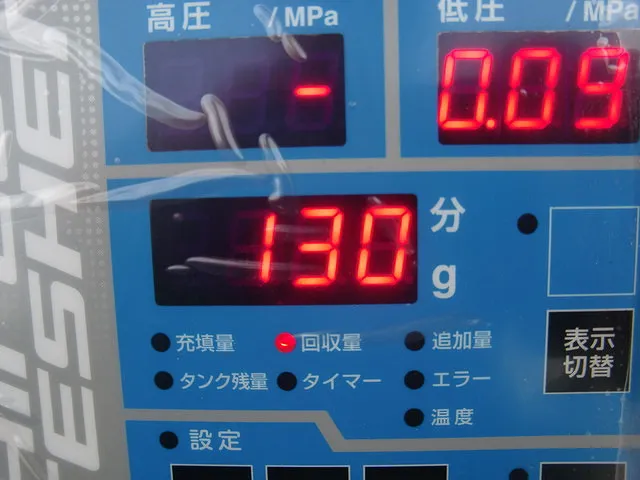 高圧 /MPa
低圧 /MPa
-
0.09
130
分
g
充填量 回収量 追加量
タンク残量 タイマー エラー
温度
表示
切替
設定